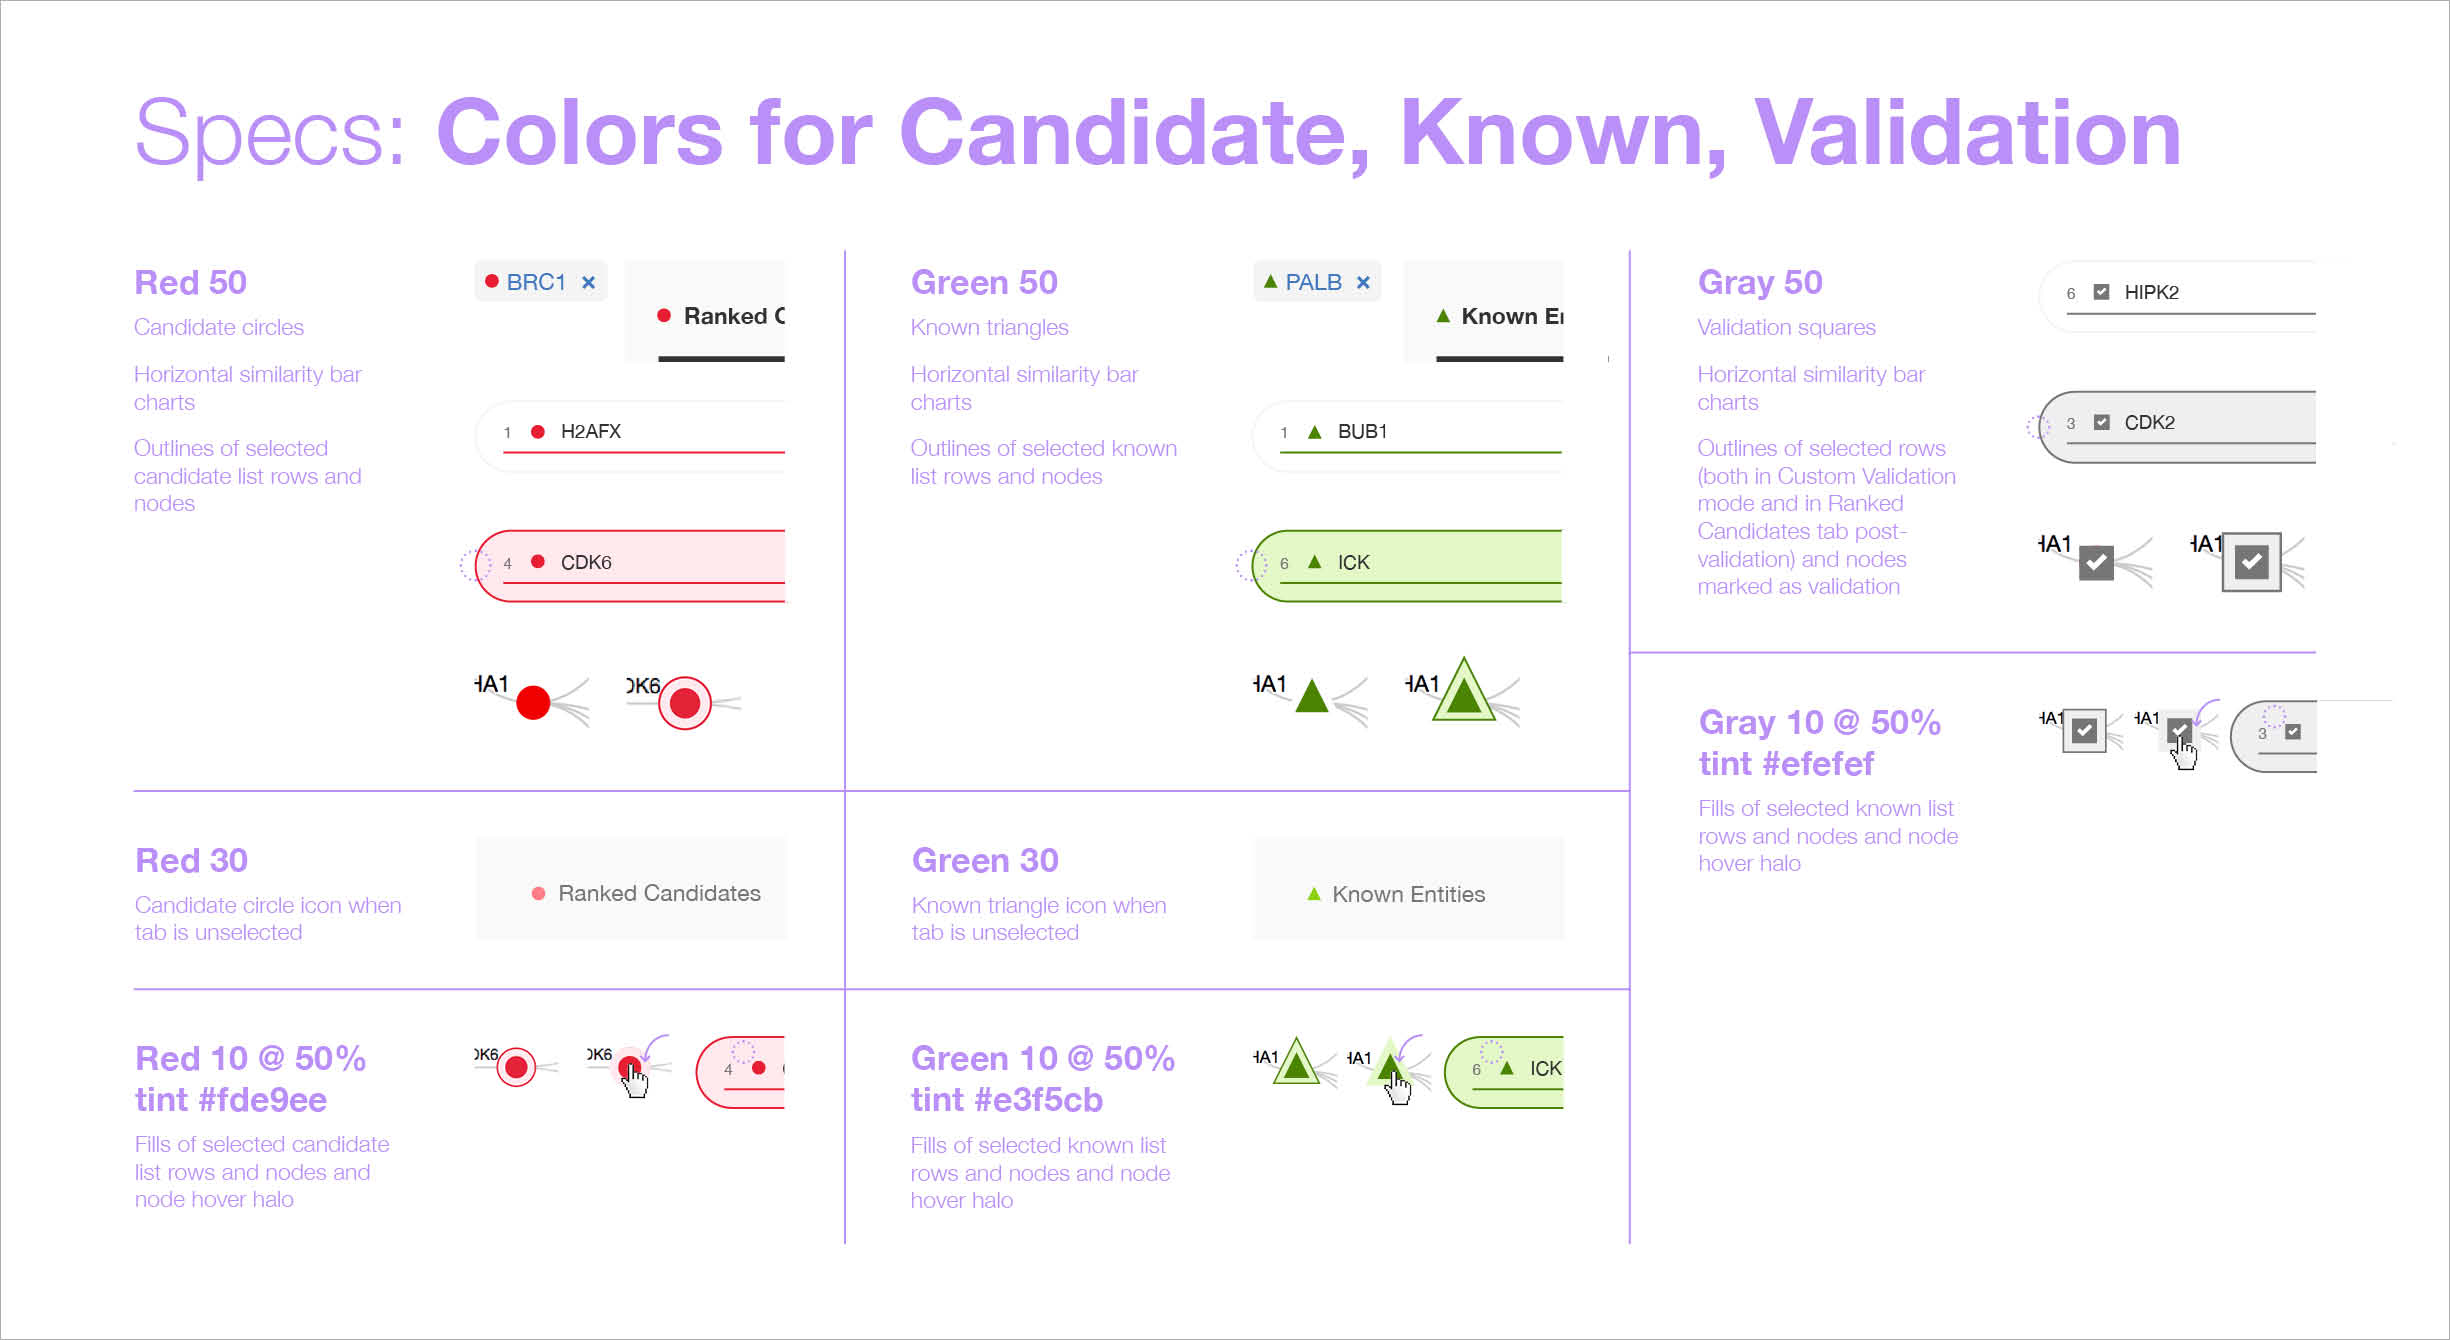 Specs: Colors for Candidate, Known, Validation
Red 50
Candidate circles
Horizontal similarity bar
charts
Outlines of selected
candidate list rows and
nodes
BRC1 ×
Ranked
1 H2AFX
4 CDK6
HA1
DK6
Green 50
Known triangles
Horizontal similarity bar
charts
Outlines of selected known
list rows and nodes
PALB ×
Known
1 BUB1
6 ICK
HA1
HA1
Gray 50
Validation squares
Horizontal similarity bar
charts
Outlines of selected rows
(both in Custom Validation
mode and in Ranked
Candidates tab post-
validation) and nodes
marked as validation
6 HIPK2
3 CDK2
HA1
HA1
Red 30
Candidate circle icon when
tab is unselected
Ranked Candidates
Green 30
Known triangle icon when
tab is unselected
Known Entities
Gray 10 @ 50%
tint #efefef
Fills of selected known list
rows and nodes and node
hover halo
HA1
HA1
3
Red 10 @ 50%
tint #fde9ee
Fills of selected candidate
list rows and nodes and
node hover halo
DK6
DK6
4
Green 10 @ 50%
tint #e3f5cb
Fills of selected known list
rows and nodes and node
hover halo
HA1
HA1
6 ICK